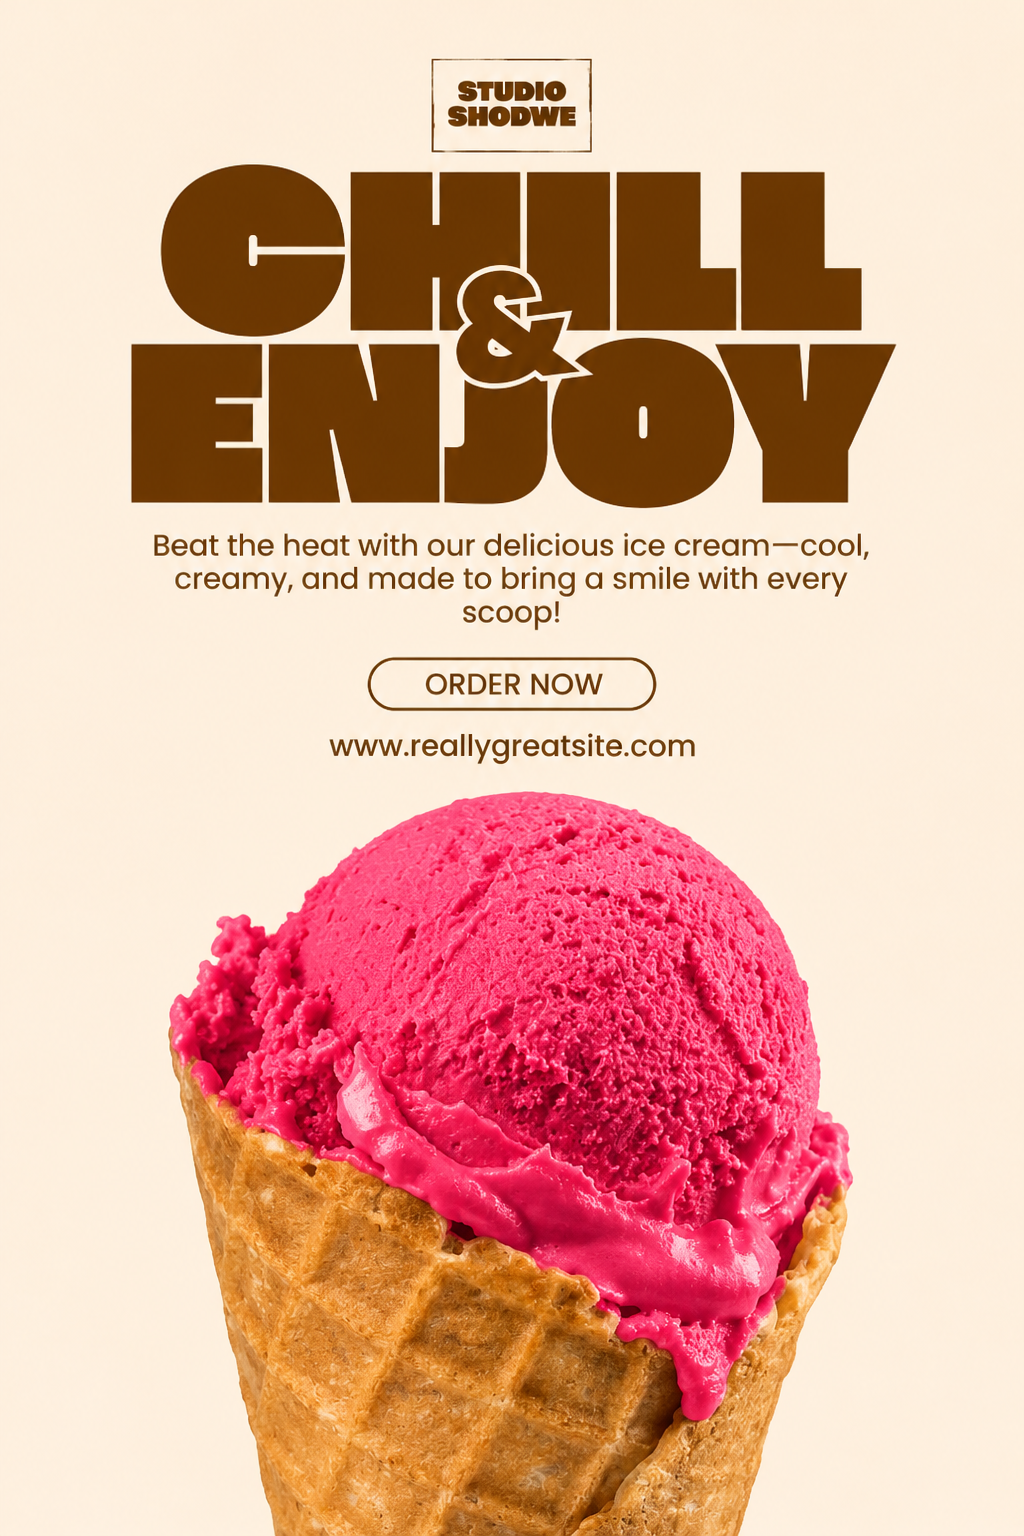 STUDIO
SHODWE
CHILL
&
ENJOY
Beat the heat with our delicious ice cream—cool,
creamy, and made to bring a smile with every
scoop!
ORDER NOW
www.reallygreatsite.com